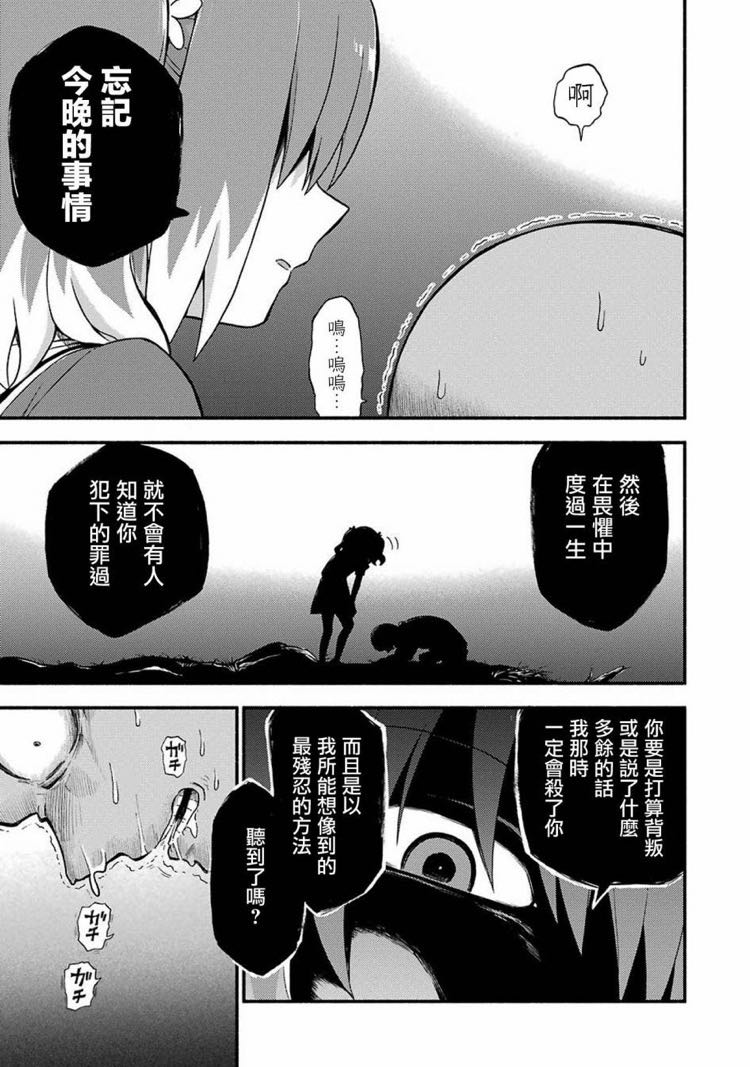 啊
忘記
今晚的事情
嗚…嗚嗚…
然後
在畏懼中
度過一生
就不會有人
知道你
犯下的罪過
你要是打算背叛
或是說了什麼
多餘的話
我那時
一定會殺了你
而且是以
我所能想像到的
最殘忍的方法
聽到了嗎？
ガチ
ガチ
ガチ